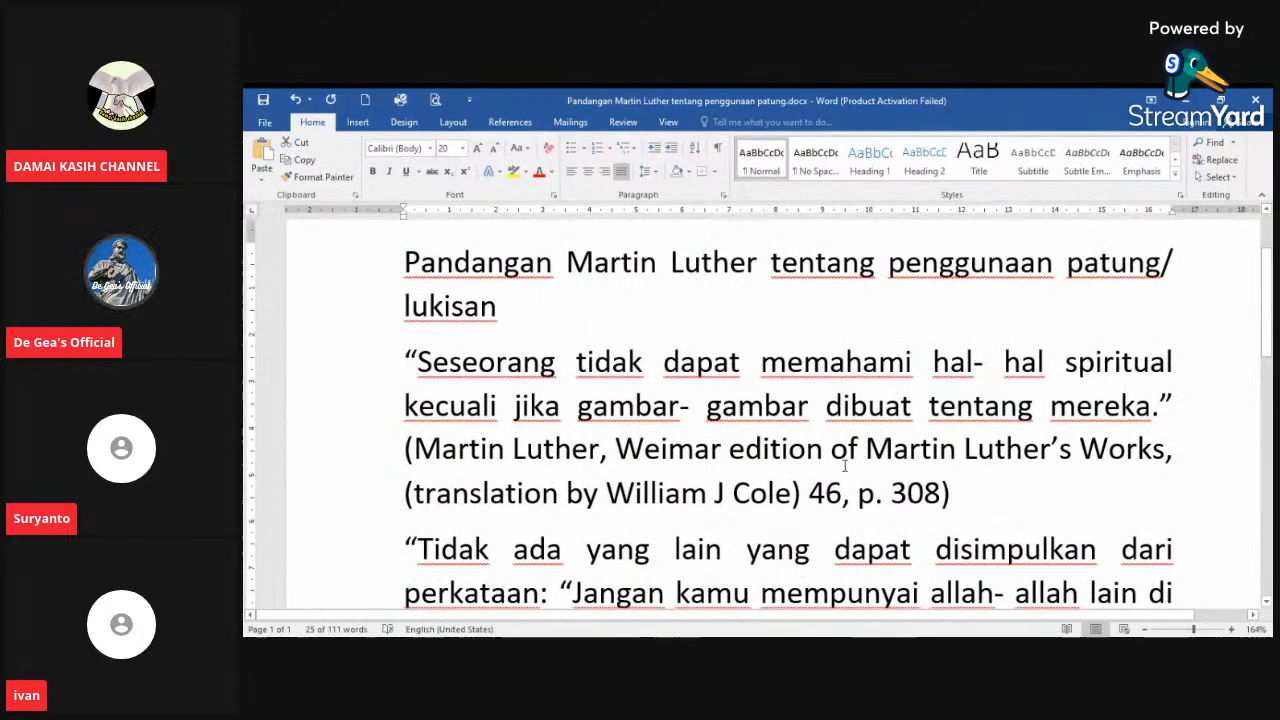 Powered by
StreamYard
DAMAI KASIH CHANNEL
De Gea's Official
De Gea's Official
Suryanto
ivan
Pandangan Martin Luther tentang penggunaan patung.docx - Word (Product Activation Failed)
File Home Insert Design Layout References Mailings Review View Tell me what you want to do...
Paste
Cut
Copy
Format Painter
Clipboard
Calibri (Body) 20
Font
Paragraph
AaBbCcDc AaBbCcDc AaBbCc AaBbCcC AaB AaBbCcC AaBbCcDc AaBbCcDc
¶ Normal ¶ No Spac... Heading 1 Heading 2 Title Subtitle Subtle Em... Emphasis
Styles
Find
Replace
Select
Editing
Pandangan Martin Luther tentang penggunaan patung/
lukisan
“Seseorang tidak dapat memahami hal- hal spiritual
kecuali jika gambar- gambar dibuat tentang mereka.”
(Martin Luther, Weimar edition of Martin Luther’s Works,
(translation by William J Cole) 46, p. 308)
“Tidak ada yang lain yang dapat disimpulkan dari
perkataan: “Jangan kamu mempunyai allah- allah lain di
Page 1 of 1 25 of 111 words English (United States) 164%